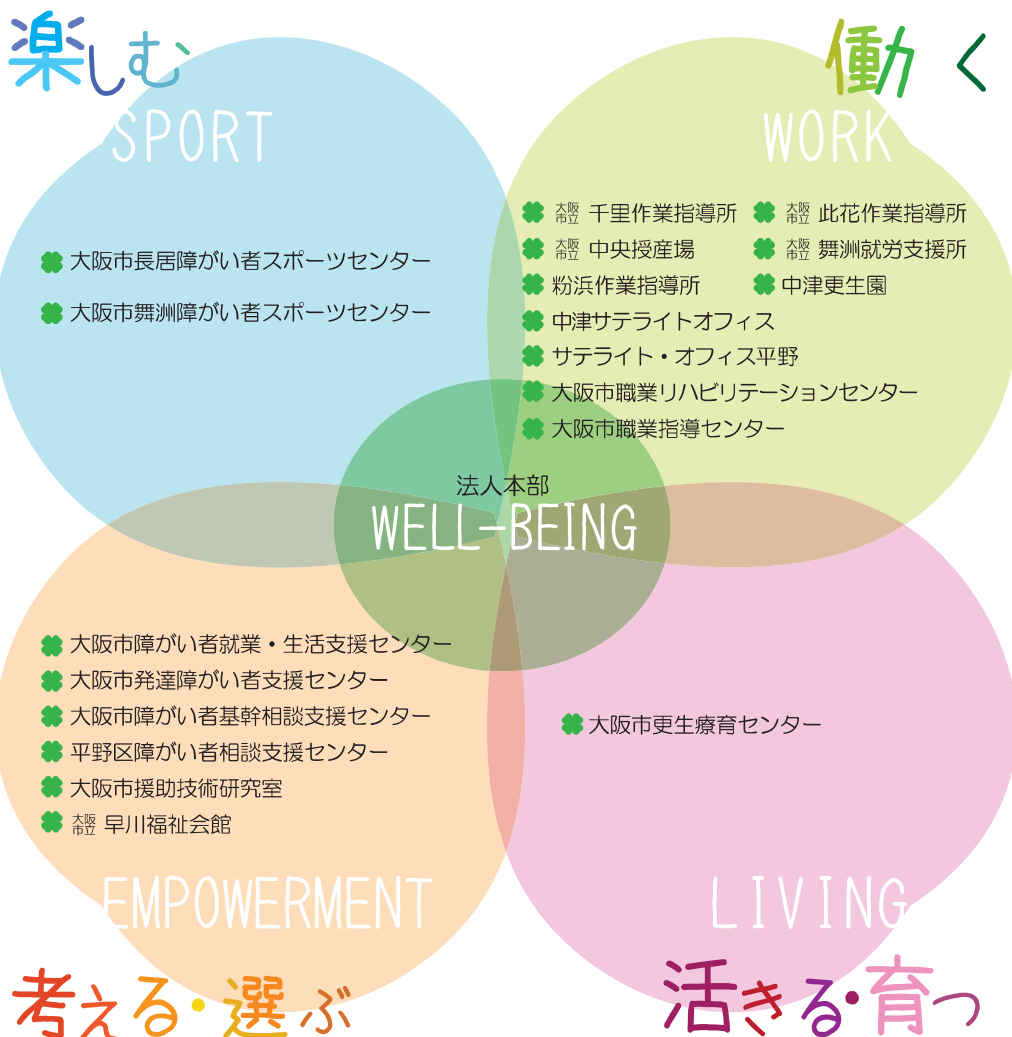 楽しむ
SPORT
大阪市長居障がい者スポーツセンター
大阪市舞洲障がい者スポーツセンター
働く
WORK
大阪市立 千里作業指導所
大阪市立 此花作業指導所
大阪市立 中央授産場
大阪市立 舞洲就労支援所
粉浜作業指導所
中津更生園
中津サテライトオフィス
サテライト・オフィス平野
大阪市職業リハビリテーションセンター
大阪市職業指導センター
法人本部
WELL-BEING
大阪市障がい者就業・生活支援センター
大阪市発達障がい者支援センター
大阪市障がい者基幹相談支援センター
平野区障がい者相談支援センター
大阪市援助技術研究室
大阪市立 早川福祉会館
EMPOWERMENT
考える・選ぶ
大阪市更生療育センター
LIVING
活きる・育つ